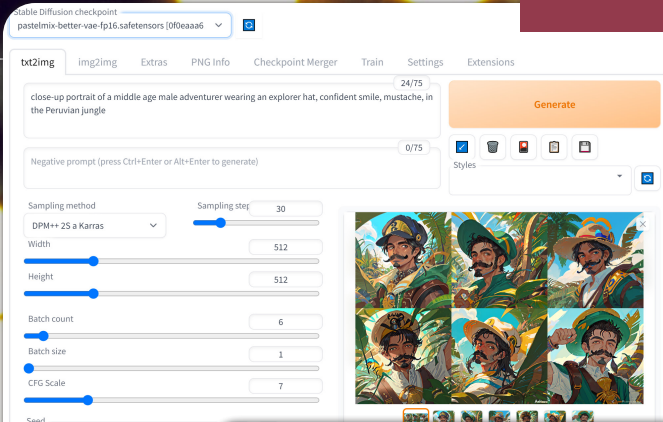 Stable Diffusion checkpoint
pastelmix-better-vae-fp16.safetensors [0f0eaaa6
txt2img img2img Extras PNG Info Checkpoint Merger Train Settings Extensions
24/75
close-up portrait of a middle age male adventurer wearing an explorer hat, confident smile, mustache, in
the Peruvian jungle
Generate
0/75
Negative prompt (press Ctrl+Enter or Alt+Enter to generate)
Styles
Sampling method
DPM++ 2S a Karras
Sampling step
30
Width
512
Height
512
Batch count
6
Batch size
1
CFG Scale
7
Seed